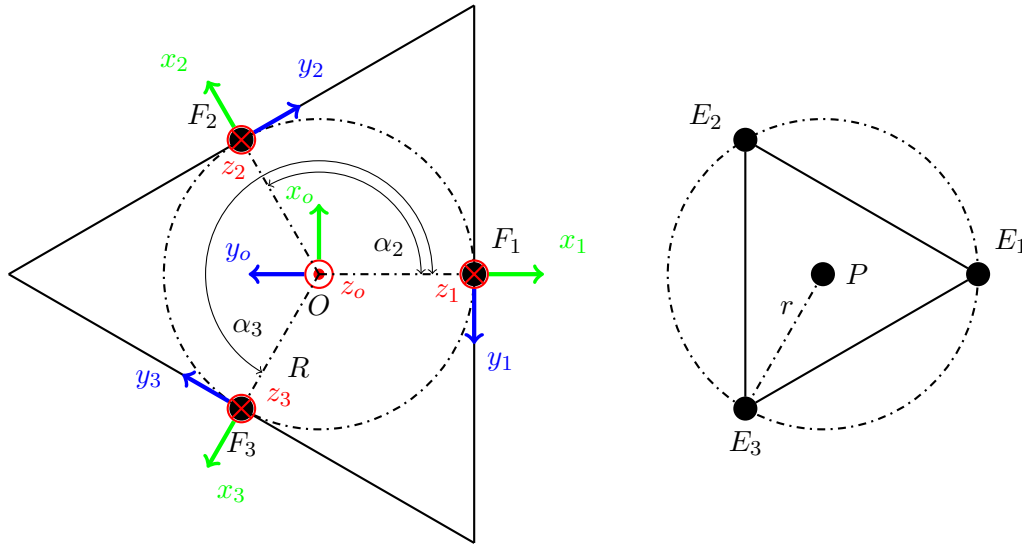 x₂
y₂
F₂
z₂
E₂
xₒ
α₂
F₁
x₁
E₁
yₒ
zₒ
z₁
P
O
r
α₃
y₁
R
y₃
z₃
F₃
E₃
x₃